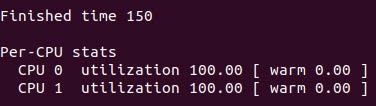 Finished time 150
Per-CPU stats
CPU 0 utilization 100.00 [ warm 0.00 ]
CPU 1 utilization 100.00 [ warm 0.00 ]